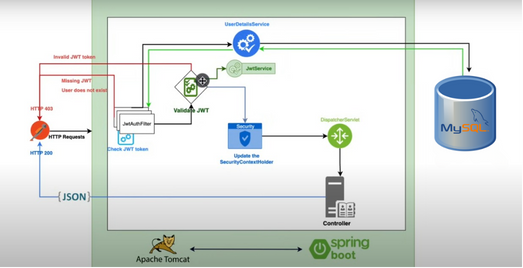 UserDetailsService
Invalid JWT token
JwtService
Missing JWT
User does not exist
Validate JWT
HTTP 403
JwtAuthFilter
HTTP Requests
Check JWT token
HTTP 200
Security
Update the
SecurityContextHolder
DispatcherServlet
MySQL
{JSON}
Controller
Apache Tomcat
spring
boot